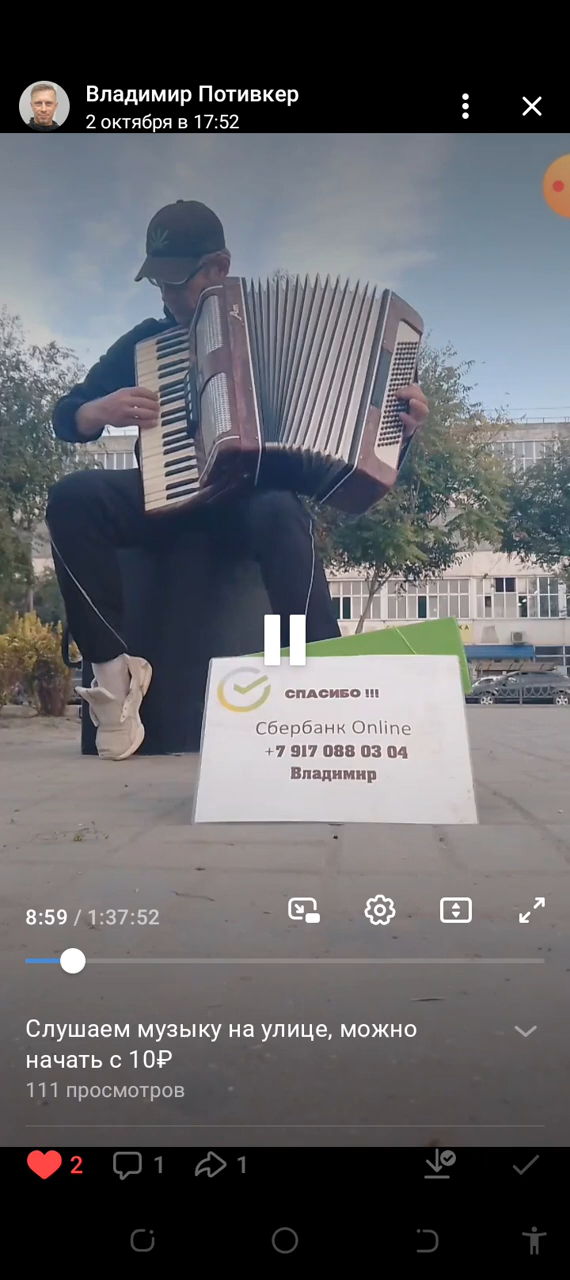 Владимир Потивкер
2 октября в 17:52
СПАСИБО !!!
Сбербанк Online
+7 917 088 03 04
Владимир
8:59 / 1:37:52
Слушаем музыку на улице, можно
начать с 10₽
111 просмотров
2 1 1